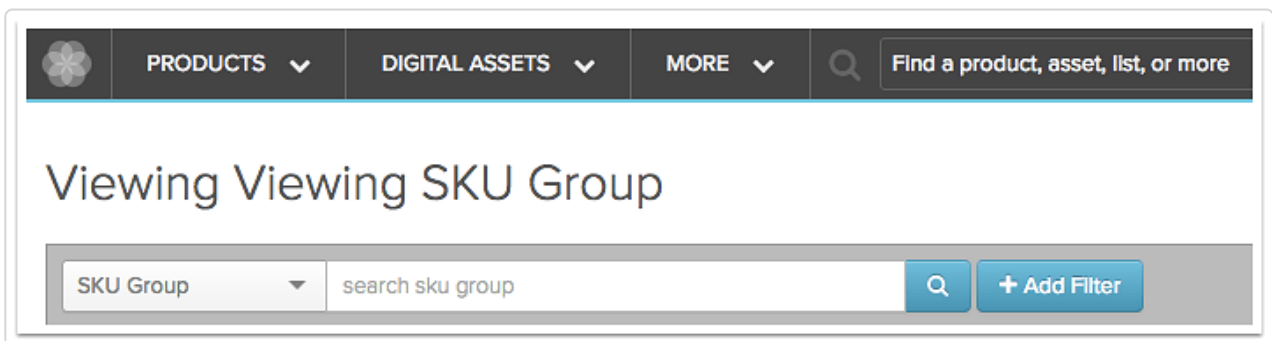 PRODUCTS DIGITAL ASSETS MORE Find a product, asset, list, or more
Viewing Viewing SKU Group
SKU Group search sku group + Add Filter